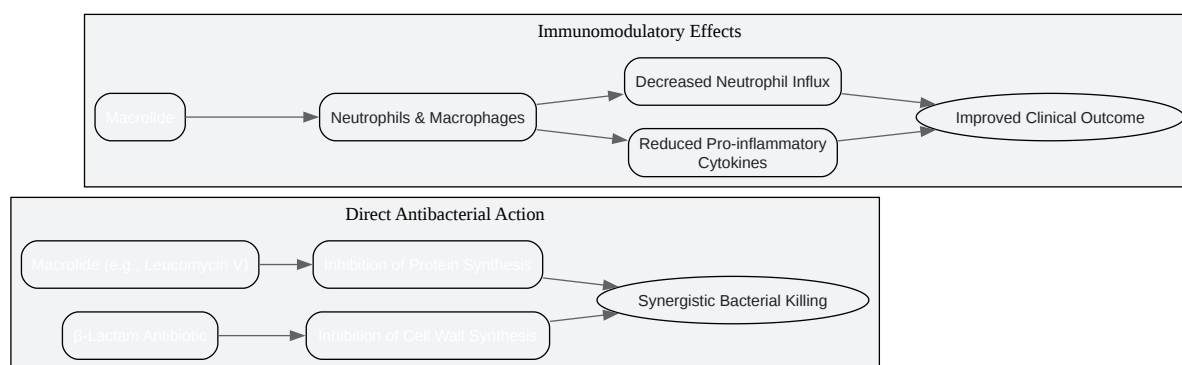 Immunomodulatory Effects
Macrolide
Neutrophils & Macrophages
Decreased Neutrophil Influx
Reduced Pro-inflammatory
Cytokines
Improved Clinical Outcome
Direct Antibacterial Action
Macrolide (e.g., Leucomycin V)
Inhibition of Protein Synthesis
β-Lactam Antibiotic
Inhibition of Cell Wall Synthesis
Synergistic Bacterial Killing